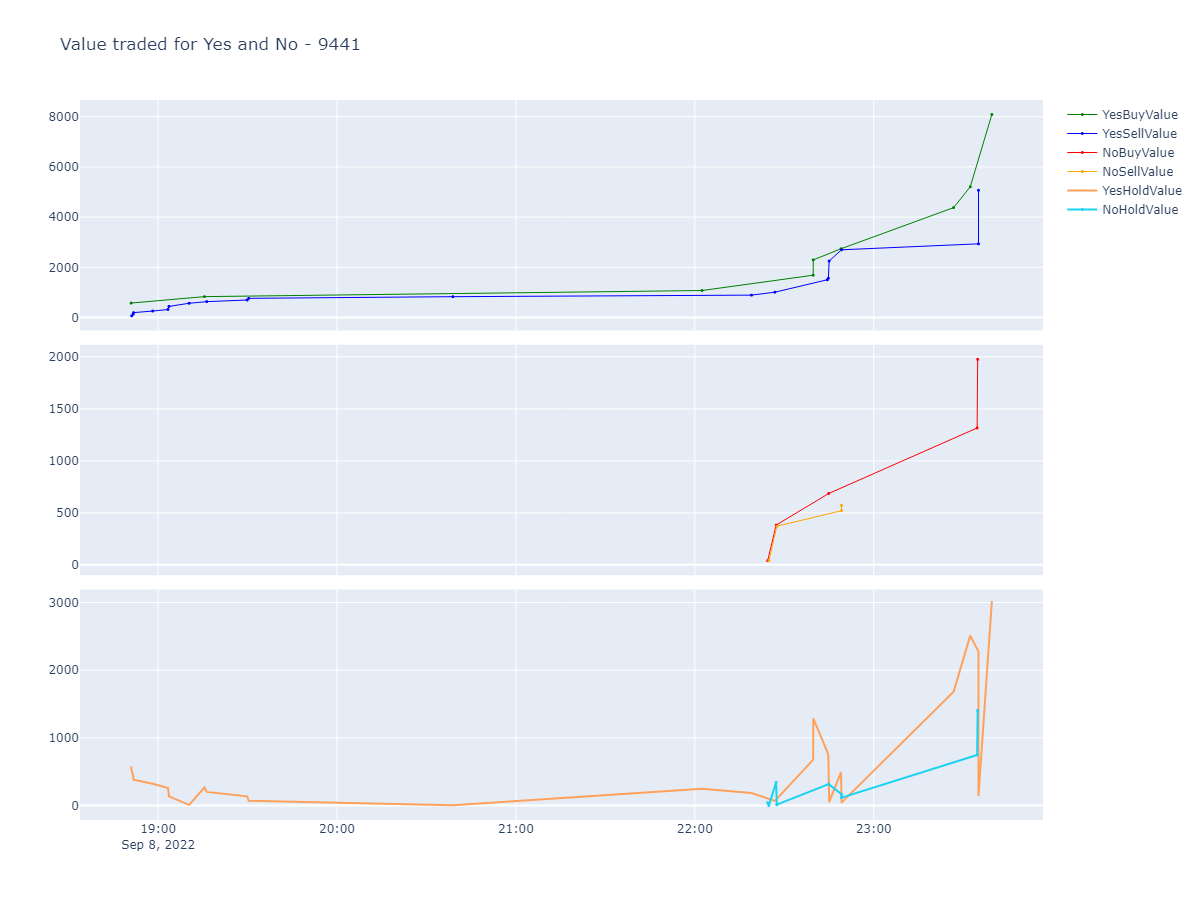 Value traded for Yes and No - 9441
8000
6000
4000
2000
0
YesBuyValue
YesSellValue
NoBuyValue
NoSellValue
YesHoldValue
NoHoldValue
2000
1500
1000
500
0
3000
2000
1000
0
19:00 20:00 21:00 22:00 23:00
Sep 8, 2022